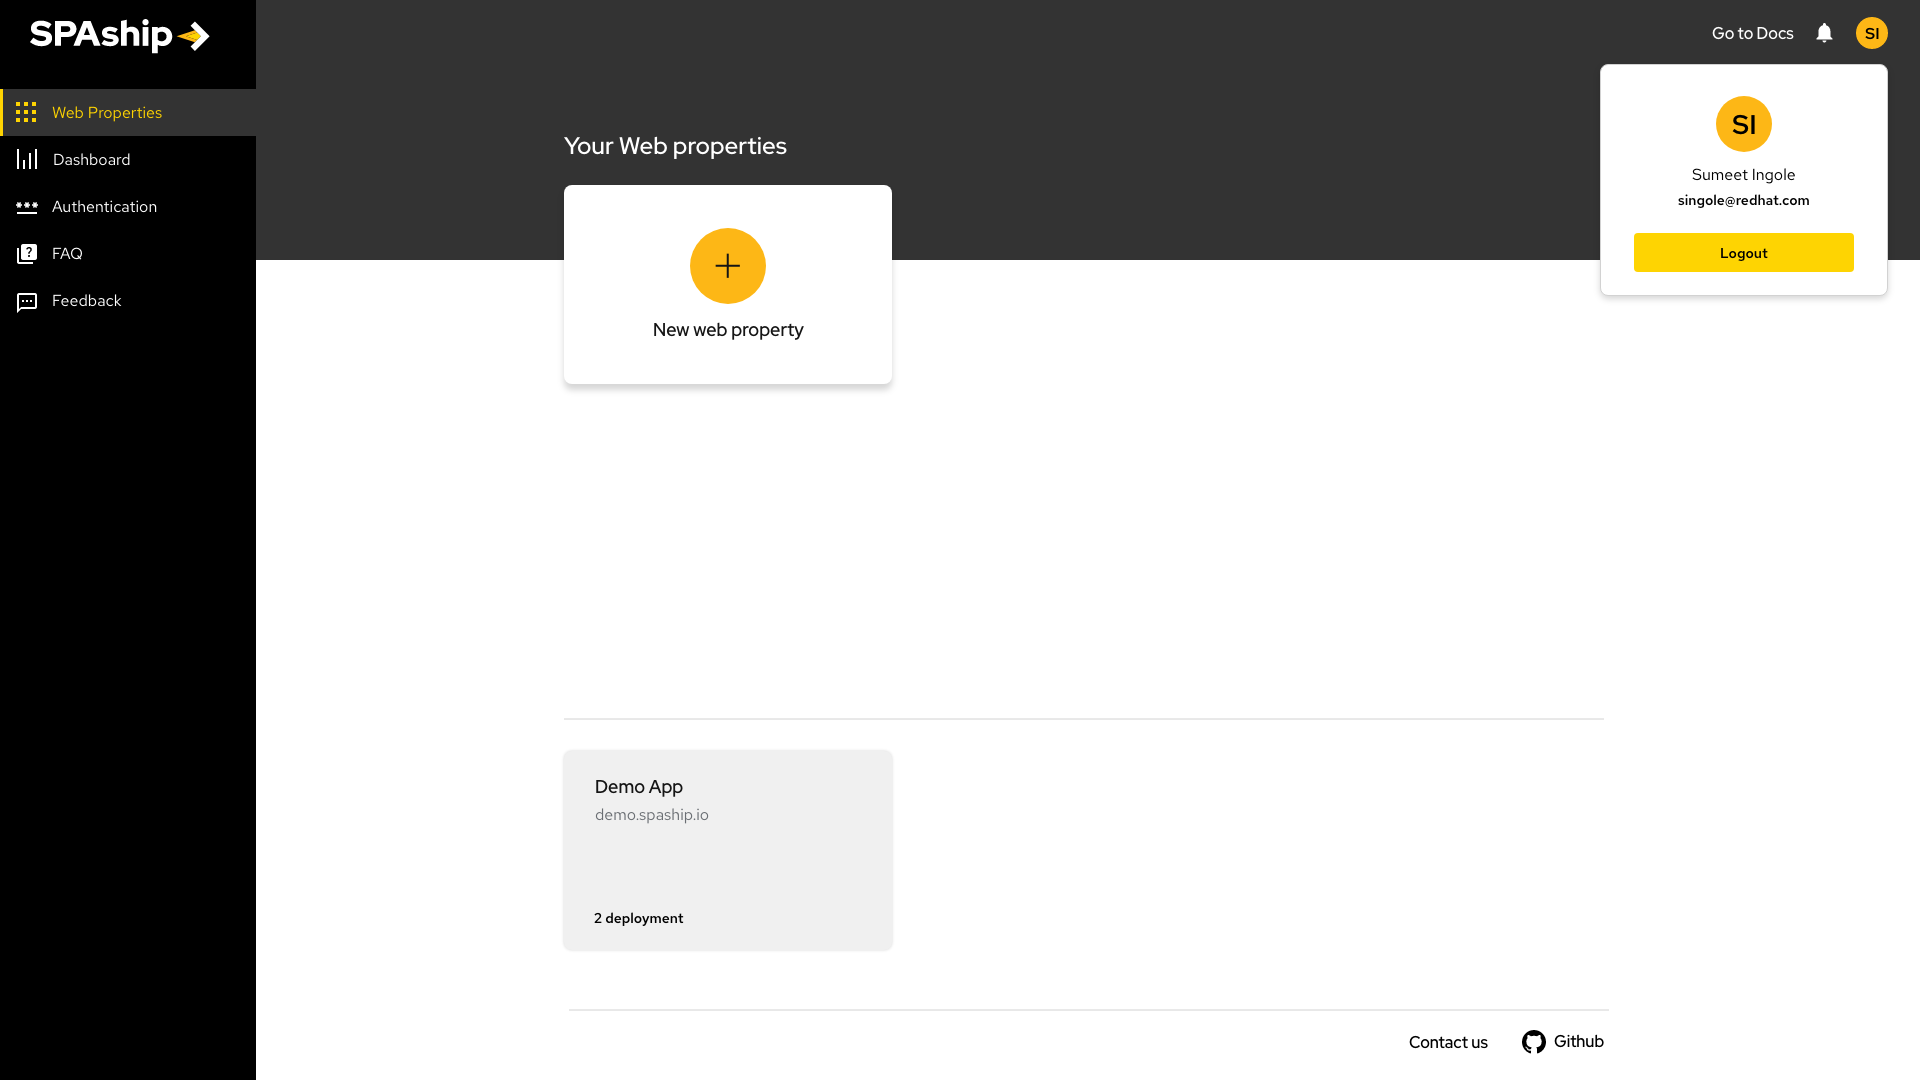 SPAship
Web Properties
Dashboard
Authentication
FAQ
Feedback
Go to Docs
SI
SI
Sumeet Ingole
singole@redhat.com
Logout
Your Web properties
New web property
Demo App
demo.spaship.io
2 deployment
Contact us
Github